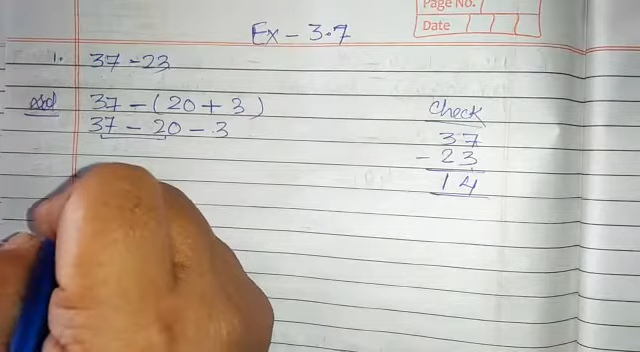 Page No.
Date
Ex - 3.7
1. 37 - 23
37 - (20 + 3)
37 - 20 - 3
Check
37
- 23
14